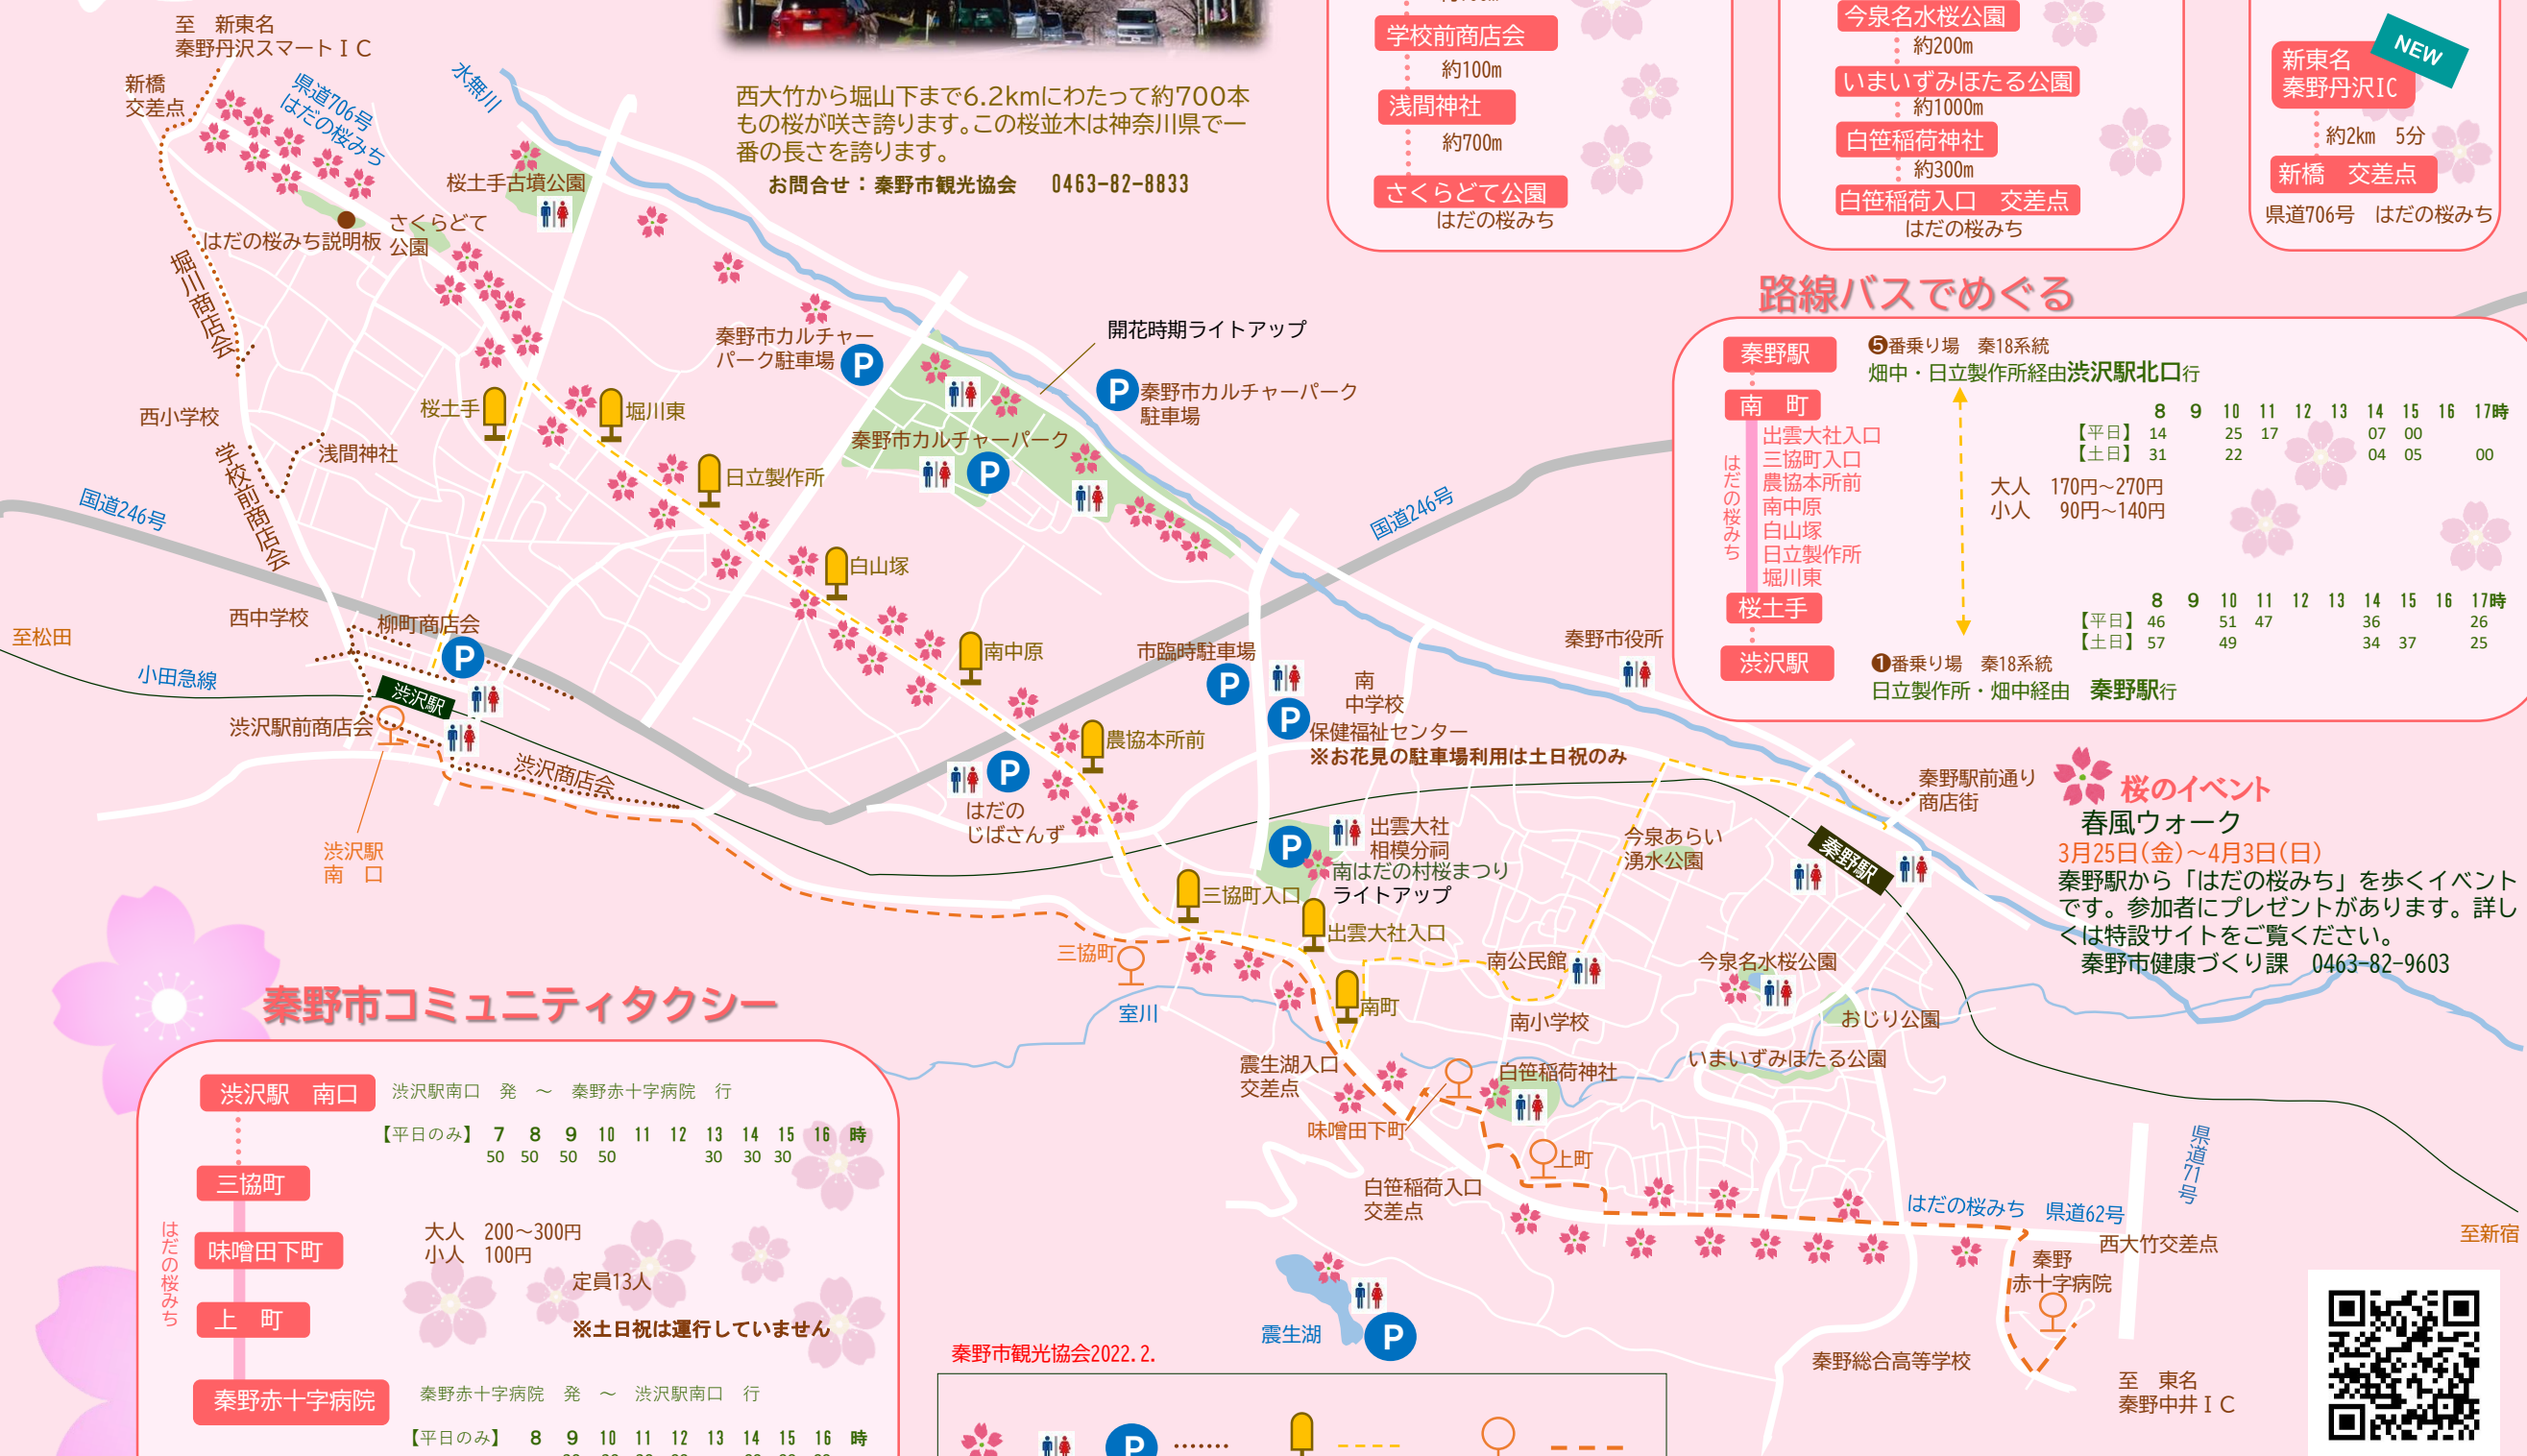 至　新東名
秦野丹沢スマートＩＣ
新橋
交差点
県道706号
はだの桜みち
水無川
桜土手古墳公園
はだの桜みち説明板
さくらどて
公園
堀川商店会
西大竹から堀山下まで6.2kmにわたって約700本
もの桜が咲き誇ります。この桜並木は神奈川県で一
番の長さを誇ります。
お問合せ：秦野市観光協会　0463-82-8833
学校前商店会
約100m
浅間神社
約700m
さくらどて公園
はだの桜みち
今泉名水桜公園
約200m
いまいずみほたる公園
約1000m
白笹稲荷神社
約300m
白笹稲荷入口　交差点
はだの桜みち
NEW
新東名
秦野丹沢IC
約2km　5分
新橋　交差点
県道706号　はだの桜みち
秦野市カルチャー
パーク駐車場
P
開花時期ライトアップ
P
秦野市カルチャーパーク
駐車場
秦野市カルチャーパーク
P
桜土手
堀川東
日立製作所
白山塚
南中原
農協本所前
西小学校
浅間神社
学校前商店会
国道246号
国道246号
西中学校
柳町商店会
P
至松田
小田急線
渋沢駅
渋沢駅前商店会
渋沢商店会
渋沢駅
南　口
路線バスでめぐる
秦野駅
南　町
はだの桜みち
出雲大社入口
三協町入口
農協本所前
南中原
白山塚
日立製作所
堀川東
桜土手
渋沢駅
❺番乗り場　秦18系統
畑中・日立製作所経由渋沢駅北口行
8 9 10 11 12 13 14 15 16 17時
【平日】 14 25 17 07 00
【土日】 31 22 04 05 00
大人　170円～270円
小人　90円～140円
8 9 10 11 12 13 14 15 16 17時
【平日】 46 51 47 36 26
【土日】 57 49 34 37 25
❶番乗り場　秦18系統
日立製作所・畑中経由　秦野駅行
市臨時駐車場
P
P
南
中学校
保健福祉センター
※お花見の駐車場利用は土日祝のみ
秦野市役所
P
はだの
じばさんず
P
出雲大社
相模分祠
南はだの村桜まつり
ライトアップ
三協町入口
出雲大社入口
今泉あらい
湧水公園
秦野駅
秦野駅前通り
商店街
桜のイベント
春風ウォーク
3月25日(金)～4月3日(日)
秦野駅から「はだの桜みち」を歩くイベント
です。参加者にプレゼントがあります。詳し
くは特設サイトをご覧ください。
秦野市健康づくり課　0463-82-9603
三協町
室川
南町
南公民館
南小学校
今泉名水桜公園
おじり公園
いまいずみほたる公園
震生湖入口
交差点
白笹稲荷神社
味噌田下町
上町
白笹稲荷入口
交差点
はだの桜みち　県道62号
県道71号
西大竹交差点
至新宿
秦野
赤十字病院
秦野総合高等学校
至　東名
秦野中井ＩＣ
震生湖
P
秦野市コミュニティタクシー
渋沢駅　南口
三協町
はだの桜みち
味噌田下町
上　町
秦野赤十字病院
渋沢駅南口　発　～　秦野赤十字病院　行
【平日のみ】 7 8 9 10 11 12 13 14 15 16 時
50 50 50 50 30 30 30
大人　200～300円
小人　100円
定員13人
※土日祝は運行していません
秦野赤十字病院　発　～　渋沢駅南口　行
【平日のみ】 8 9 10 11 12 13 14 15 16 時
秦野市観光協会2022.2.
P